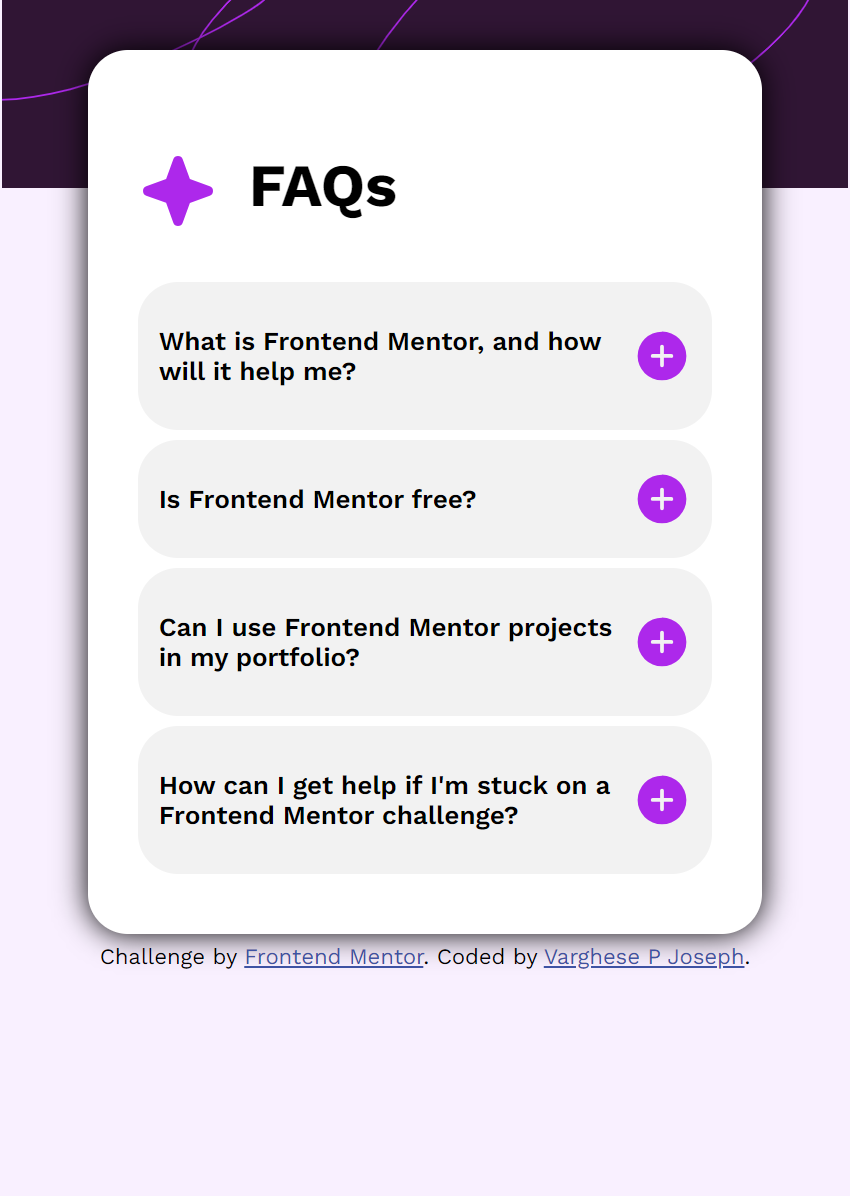 FAQs
What is Frontend Mentor, and how
will it help me?
Is Frontend Mentor free?
Can I use Frontend Mentor projects
in my portfolio?
How can I get help if I'm stuck on a
Frontend Mentor challenge?
Challenge by Frontend Mentor. Coded by Varghese P Joseph.